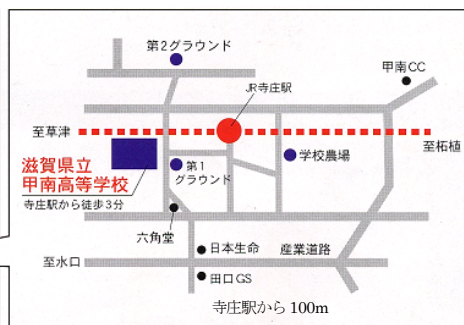 第2グラウンド
甲南CC
JR寺庄駅
至草津
至柘植
滋賀県立
甲南高等学校
寺庄駅から徒歩3分
第1
グラウンド
学校農場
六角堂
日本生命
産業道路
至水口
田口GS
寺庄駅から100m